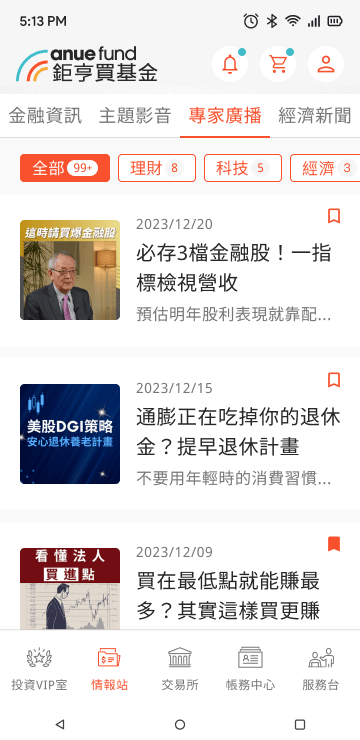 5:13 PM
anue fund
鉅亨買基金
金融資訊 主題影音 專家廣播 經濟新聞
全部 99+ 理財 8 科技 5 經濟 3
2023/12/20
這時請買爆金融股
必存3檔金融股！一指
標檢視營收
預估明年股利表現就靠配...
2023/12/15
美股DGI策略
安心退休養老計畫
通膨正在吃掉你的退休
金？提早退休計畫
不要用年輕時的消費習慣...
2023/12/09
看懂法人
買進點
買在最低點就能賺最
多？其實這樣買更賺
投資VIP室 情報站 交易所 帳務中心 服務台